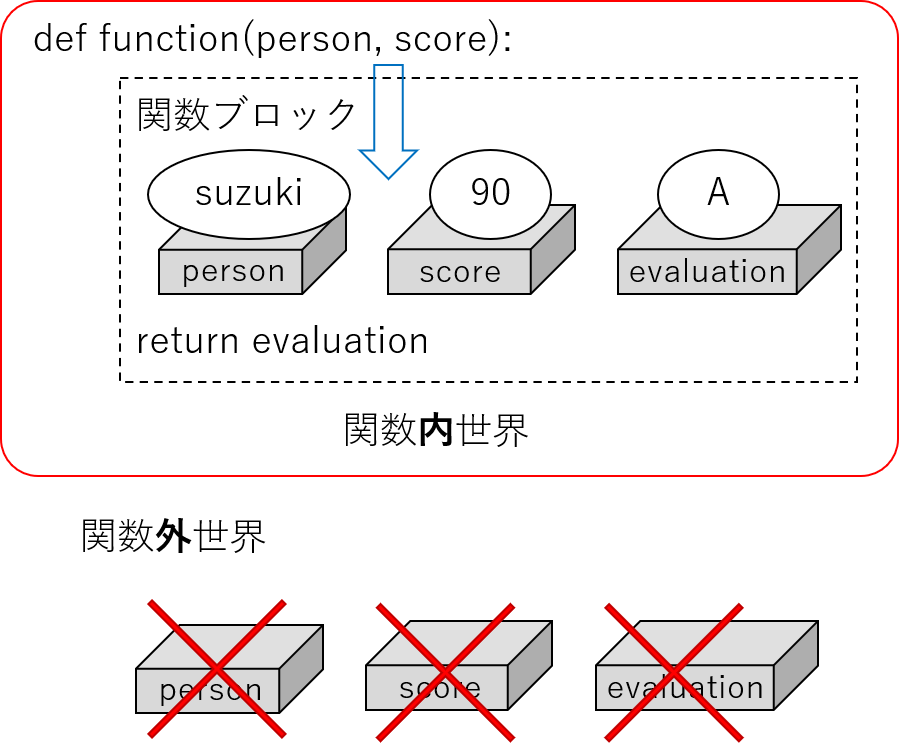 def function(person, score):
関数ブロック
suzuki
90
A
person
score
evaluation
return evaluation
関数内世界
関数外世界
person
score
evaluation